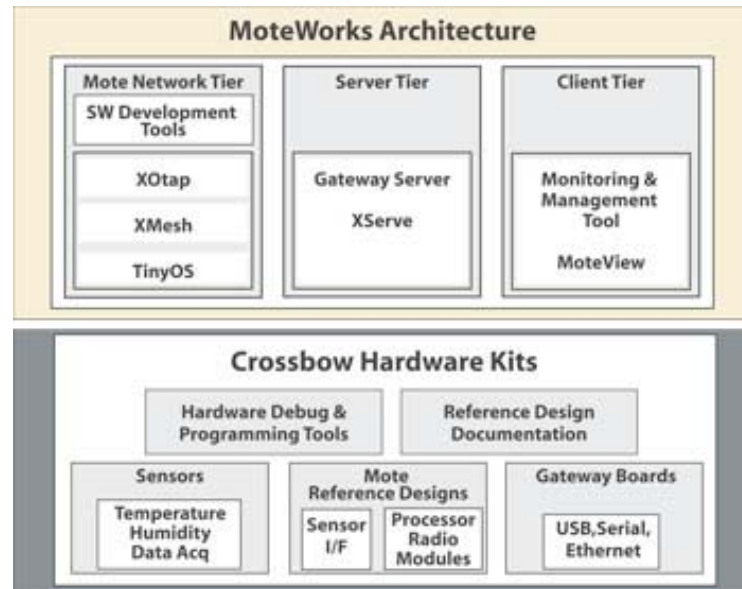 MoteWorks Architecture
Mote Network Tier
SW Development
Tools
XOtap
XMesh
TinyOS
Server Tier
Gateway Server
XServe
Client Tier
Monitoring &
Management
Tool
MoteView
Crossbow Hardware Kits
Hardware Debug &
Programming Tools
Reference Design
Documentation
Sensors
Temperature
Humidity
Data Acq
Mote
Reference Designs
Sensor
I/F
Processor
Radio
Modules
Gateway Boards
USB,Serial,
Ethernet